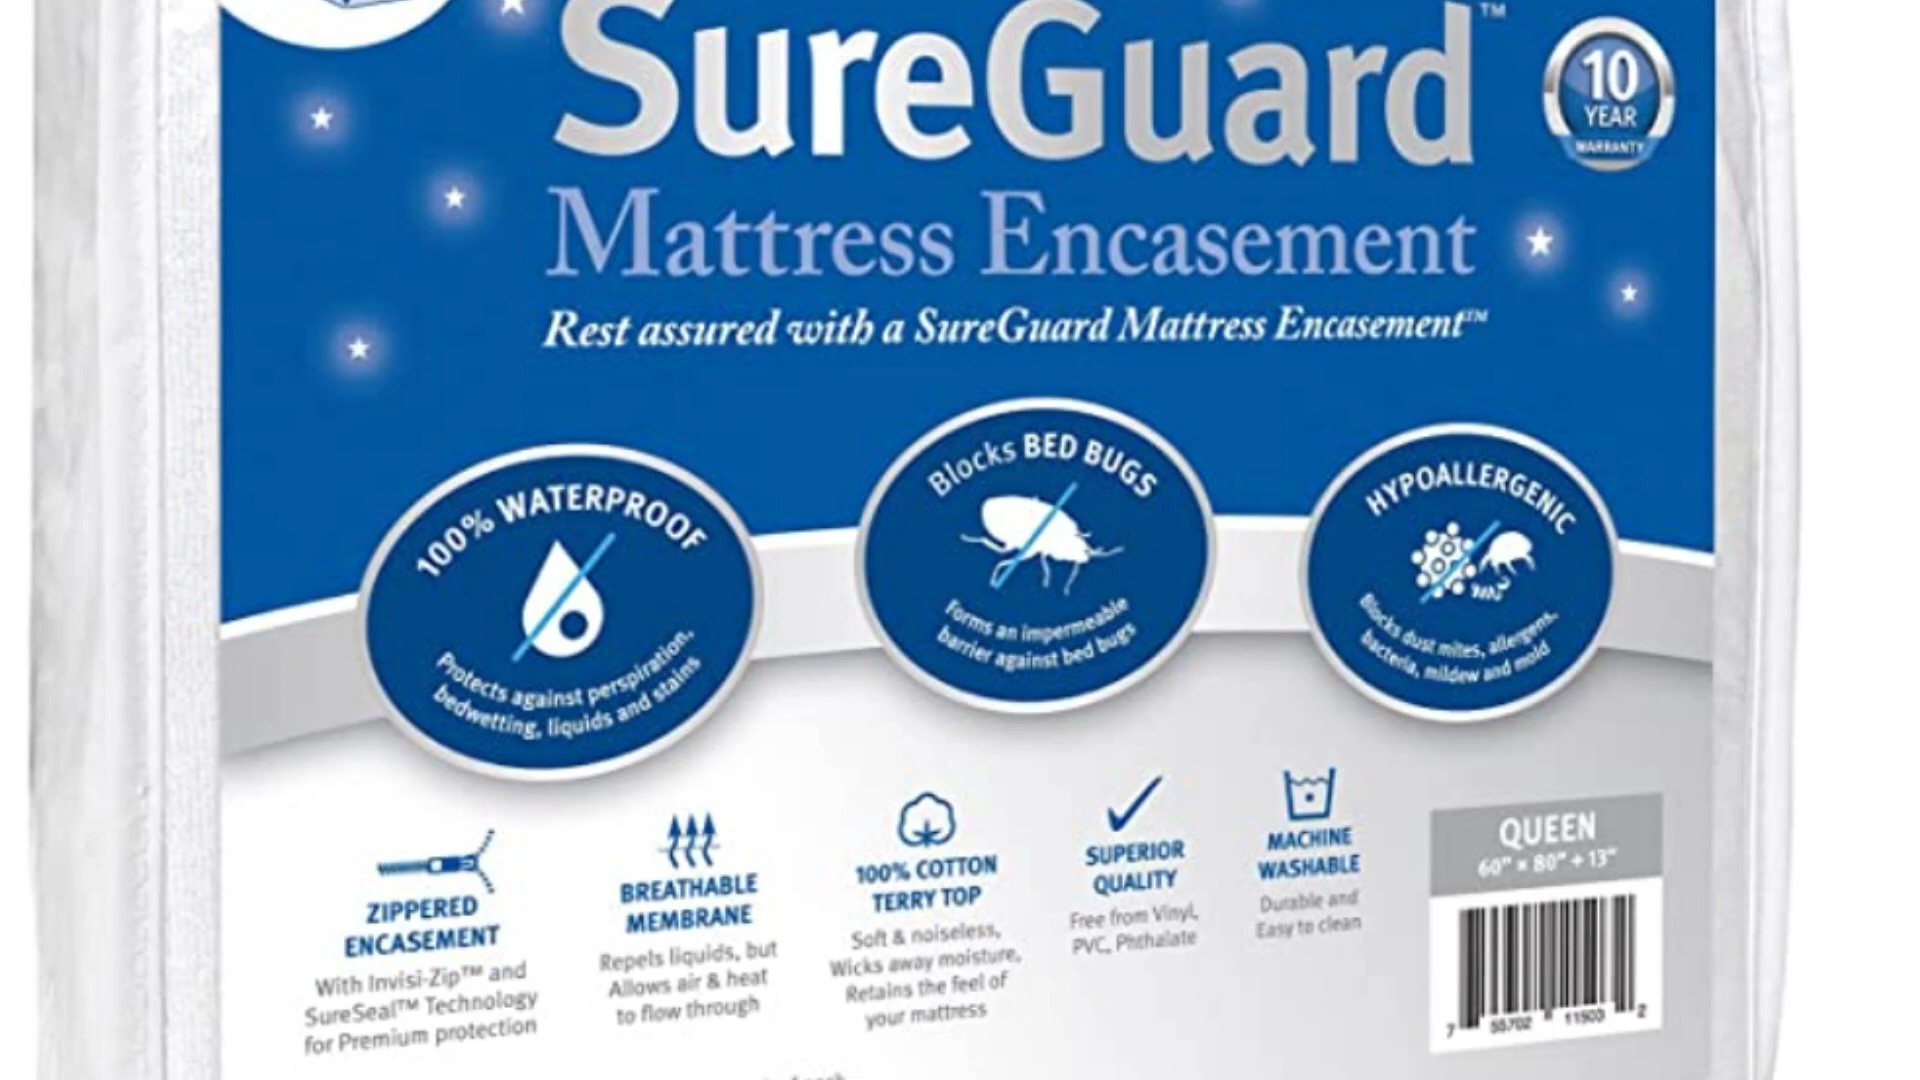 SureGuard™
10
YEAR
WARRANTY
Mattress Encasement
Rest assured with a SureGuard Mattress Encasement™
100% WATERPROOF
Protects against perspiration,
bedwetting, liquids and stains
Blocks BED BUGS
Forms an impermeable
barrier against bed bugs
HYPOALLERGENIC
Blocks dust mites, allergens,
bacteria, mildew and mold
ZIPPERED
ENCASEMENT
With Invisi-Zip™ and
SureSeal™ Technology
for Premium protection
BREATHABLE
MEMBRANE
Repels liquids, but
Allows air & heat
to flow through
100% COTTON
TERRY TOP
Soft & noiseless,
Wicks away moisture,
Retains the feel of
your mattress
SUPERIOR
QUALITY
Free from Vinyl,
PVC, Phthalate
MACHINE
WASHABLE
Durable and
Easy to clean
QUEEN
60" × 80" + 13"
7 55702 11503 2